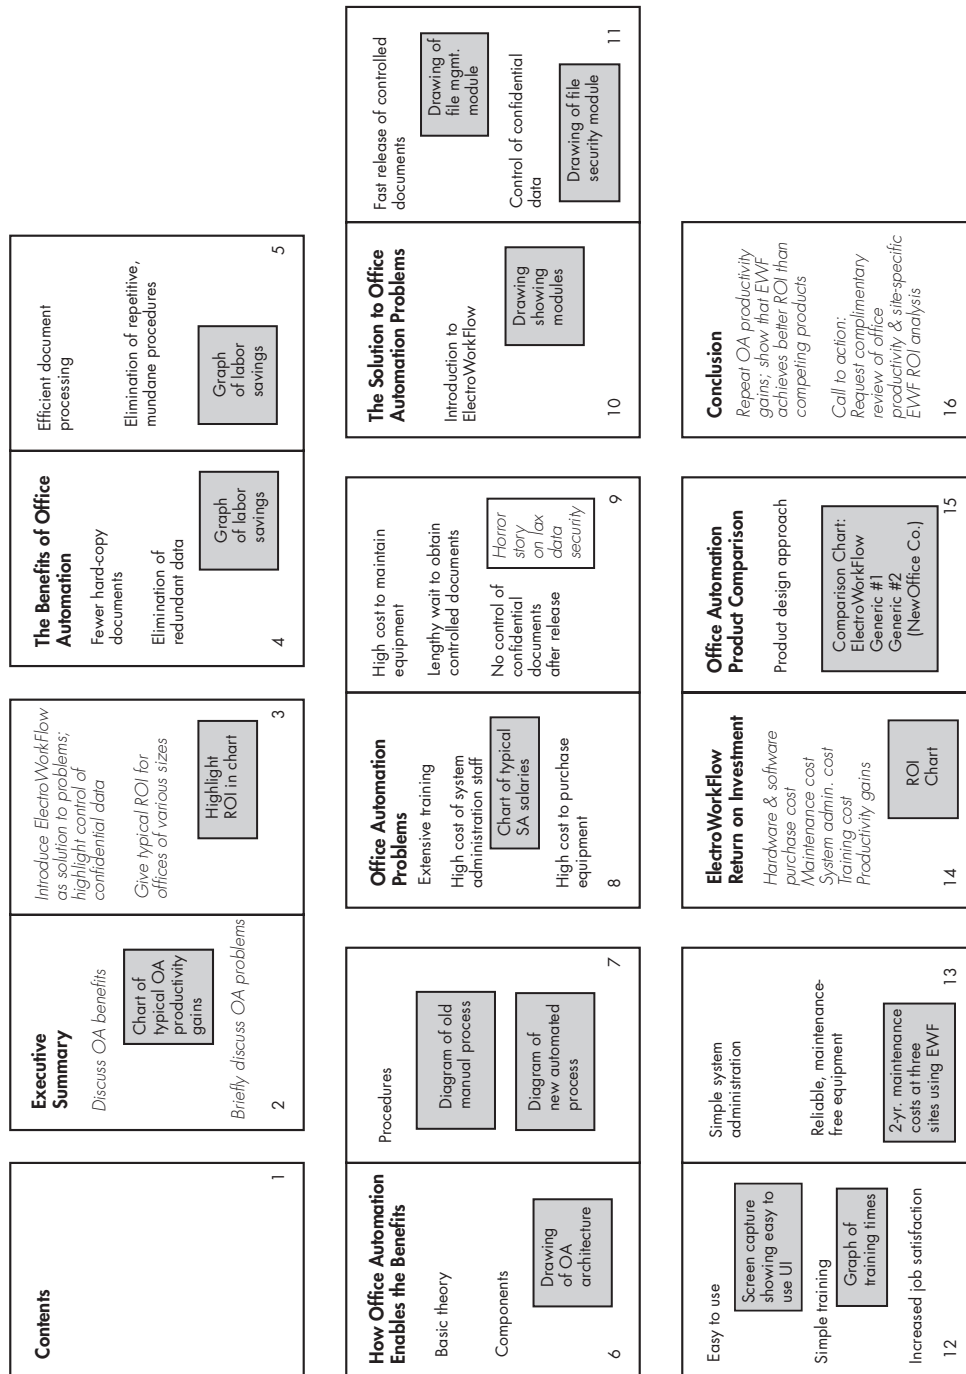 Contents
1
Executive
Summary
Discuss OA benefits
Chart of
typical OA
productivity
gains
Briefly discuss OA problems
2
Introduce ElectroWorkFlow
as solution to problems;
highlight control of
confidential data
Give typical ROI for
offices of various sizes
Highlight
ROI in chart
3
The Benefits of Office
Automation
Fewer hard-copy
documents
Elimination of
redundant data
Graph
of labor
savings
4
Efficient document
processing
Elimination of repetitive,
mundane procedures
Graph
of labor
savings
5
How Office Automation
Enables the Benefits
Basic theory
Components
Drawing
of OA
architecture
6
Procedures
Diagram of old
manual process
Diagram of
new automated
process
7
Office Automation
Problems
Extensive training
High cost of system
administration staff
Chart of typical
SA salaries
High cost to purchase
equipment
8
High cost to maintain
equipment
Lengthy wait to obtain
controlled documents
No control of
confidential
documents
after release
Horror
story
on lax
data
security
9
The Solution to Office
Automation Problems
Introduction to
ElectroWorkFlow
Drawing
showing
modules
10
Fast release of controlled
documents
Drawing of
file mgmt.
module
Control of confidential
data
Drawing of file
security module
11
Easy to use
Screen capture
showing easy to
use UI
Simple training
Graph of
training times
Increased job satisfaction
12
Simple system
administration
Reliable, maintenance-
free equipment
2-yr. maintenance
costs at three
sites using EWF
13
ElectroWorkFlow
Return on Investment
Hardware & software
purchase cost
Maintenance cost
System admin. cost
Training cost
Productivity gains
ROI
Chart
14
Office Automation
Product Comparison
Product design approach
Comparison Chart:
ElectroWorkFlow
Generic #1
Generic #2
(NewOffice Co.)
15
Conclusion
Repeat OA productivity
gains; show that EWF
achieves better ROI than
competing products
Call to action:
Request complimentary
review of office
productivity & site-specific
EWF ROI analysis
16